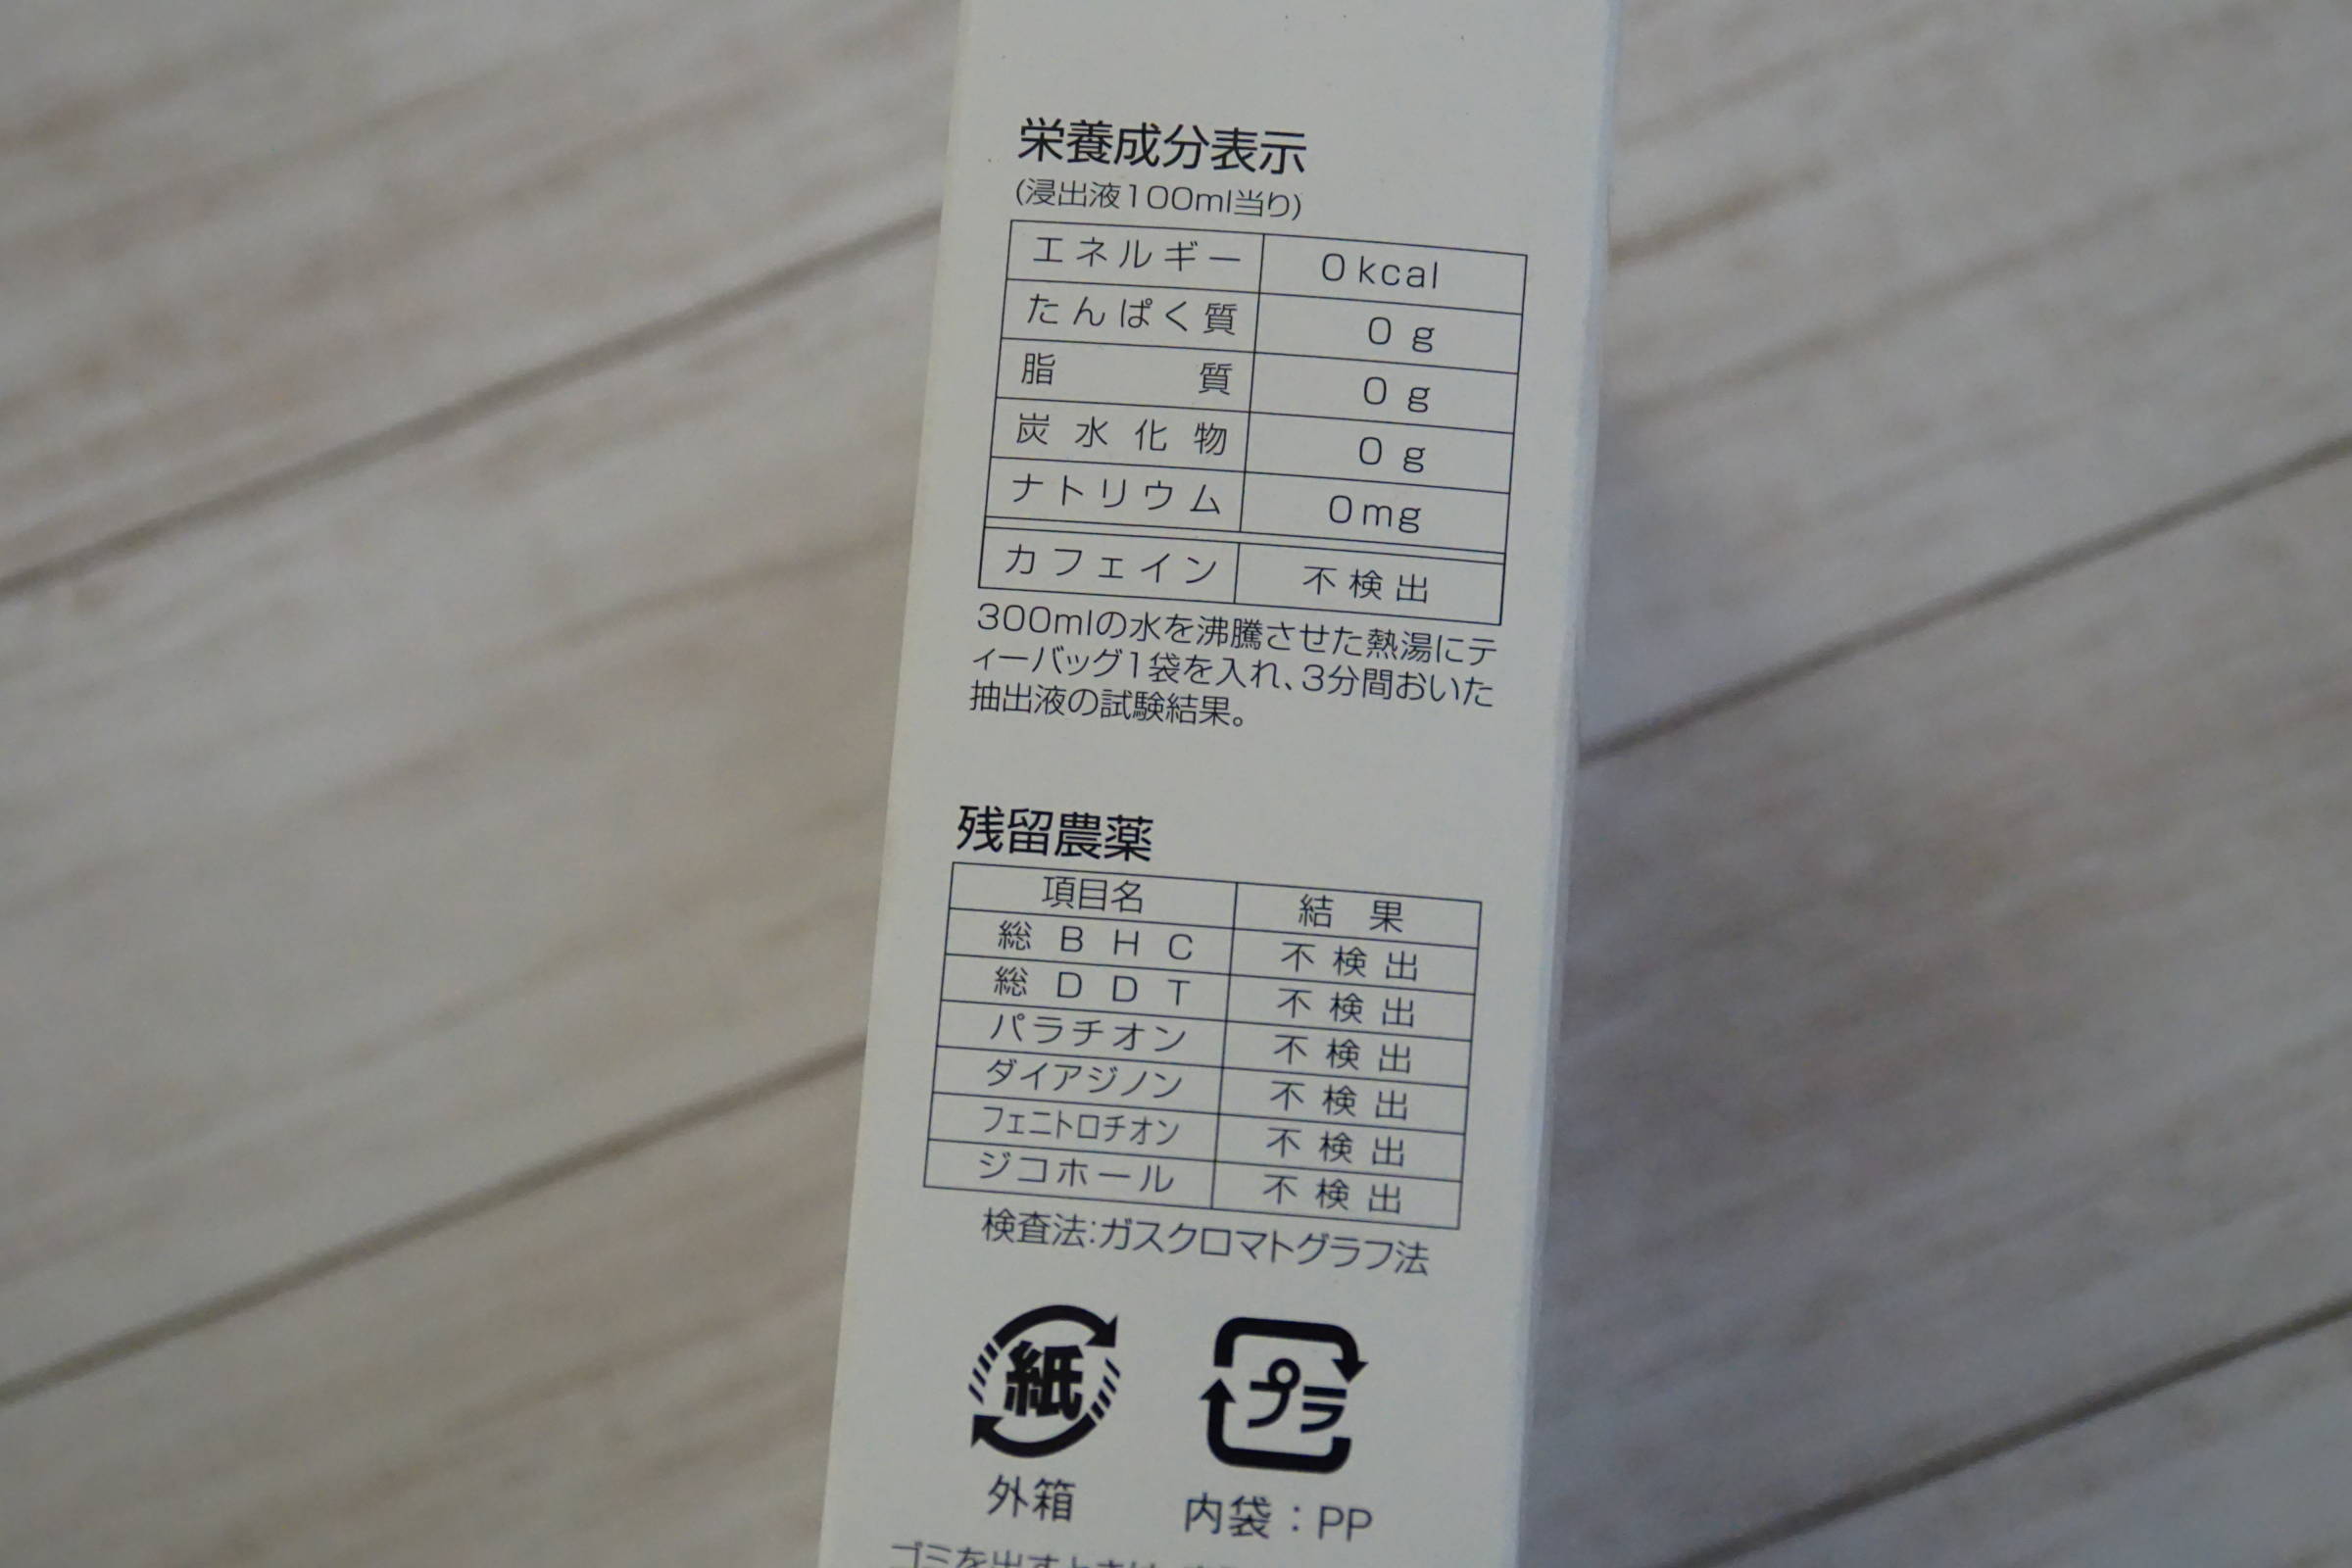 栄養成分表示
(浸出液100ml当り)
エネルギー 0kcal
たんぱく質 0g
脂質 0g
炭水化物 0g
ナトリウム 0mg
カフェイン 不検出
300mlの水を沸騰させた熱湯にテ
ィーバッグ1袋を入れ、3分間おいた
抽出液の試験結果。
残留農薬
項目名 結果
総BHC 不検出
総DDT 不検出
パラチオン 不検出
ダイアジノン 不検出
フェニトロチオン 不検出
ジコホール 不検出
検査法:ガスクロマトグラフ法
紙 プラ
外箱 内袋:PP
ゴミを出すときは